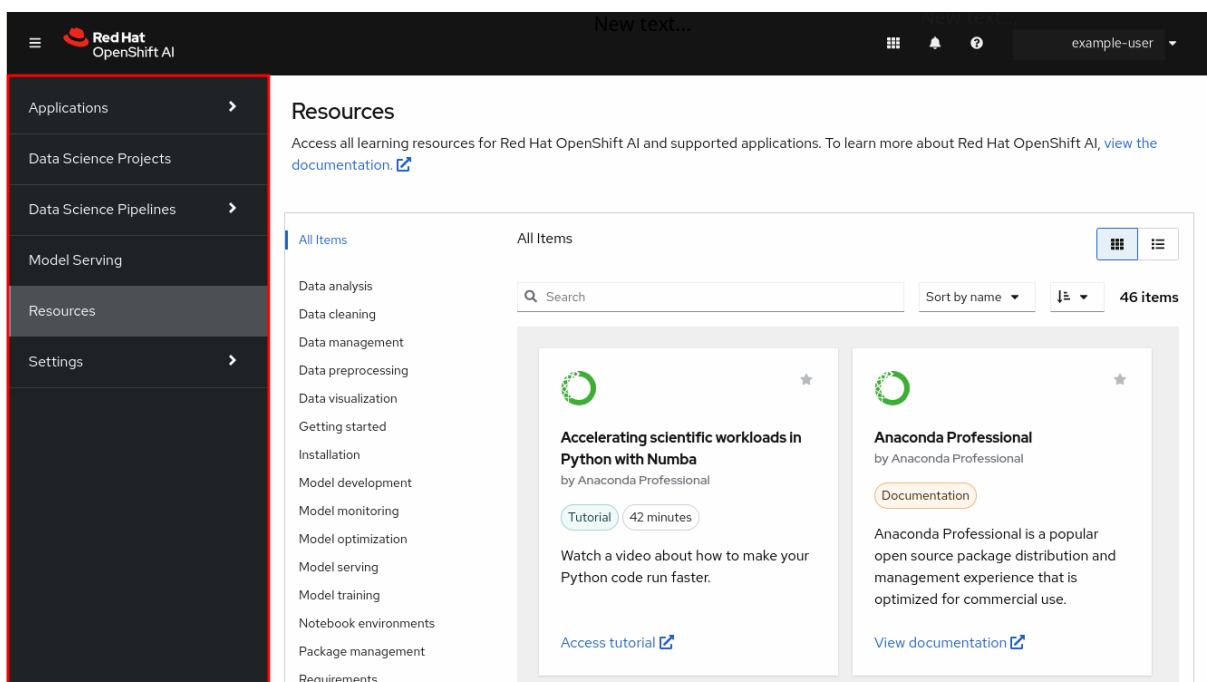 New text...
New text...
Red Hat
OpenShift AI
example-user
Applications
Data Science Projects
Data Science Pipelines
Model Serving
Resources
Settings
Resources
Access all learning resources for Red Hat OpenShift AI and supported applications. To learn more about Red Hat OpenShift AI, view the
documentation.
All Items
Data analysis
Data cleaning
Data management
Data preprocessing
Data visualization
Getting started
Installation
Model development
Model monitoring
Model optimization
Model serving
Model training
Notebook environments
Package management
Requirements
All Items
Search
Sort by name
46 items
Accelerating scientific workloads in
Python with Numba
by Anaconda Professional
Tutorial
42 minutes
Watch a video about how to make your
Python code run faster.
Access tutorial
Anaconda Professional
by Anaconda Professional
Documentation
Anaconda Professional is a popular
open source package distribution and
management experience that is
optimized for commercial use.
View documentation